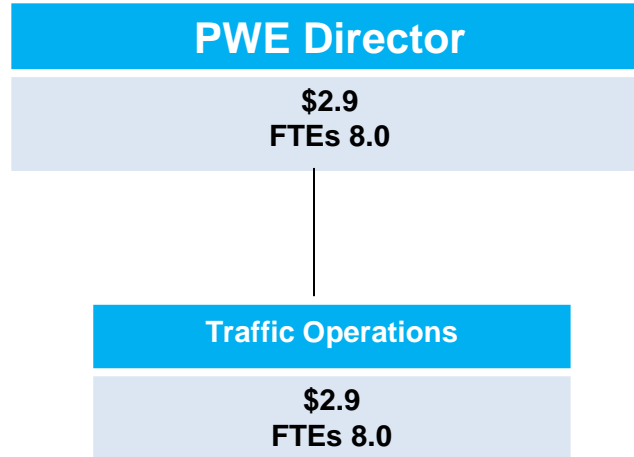 PWE Director
$2.9
FTEs 8.0
Traffic Operations
$2.9
FTEs 8.0